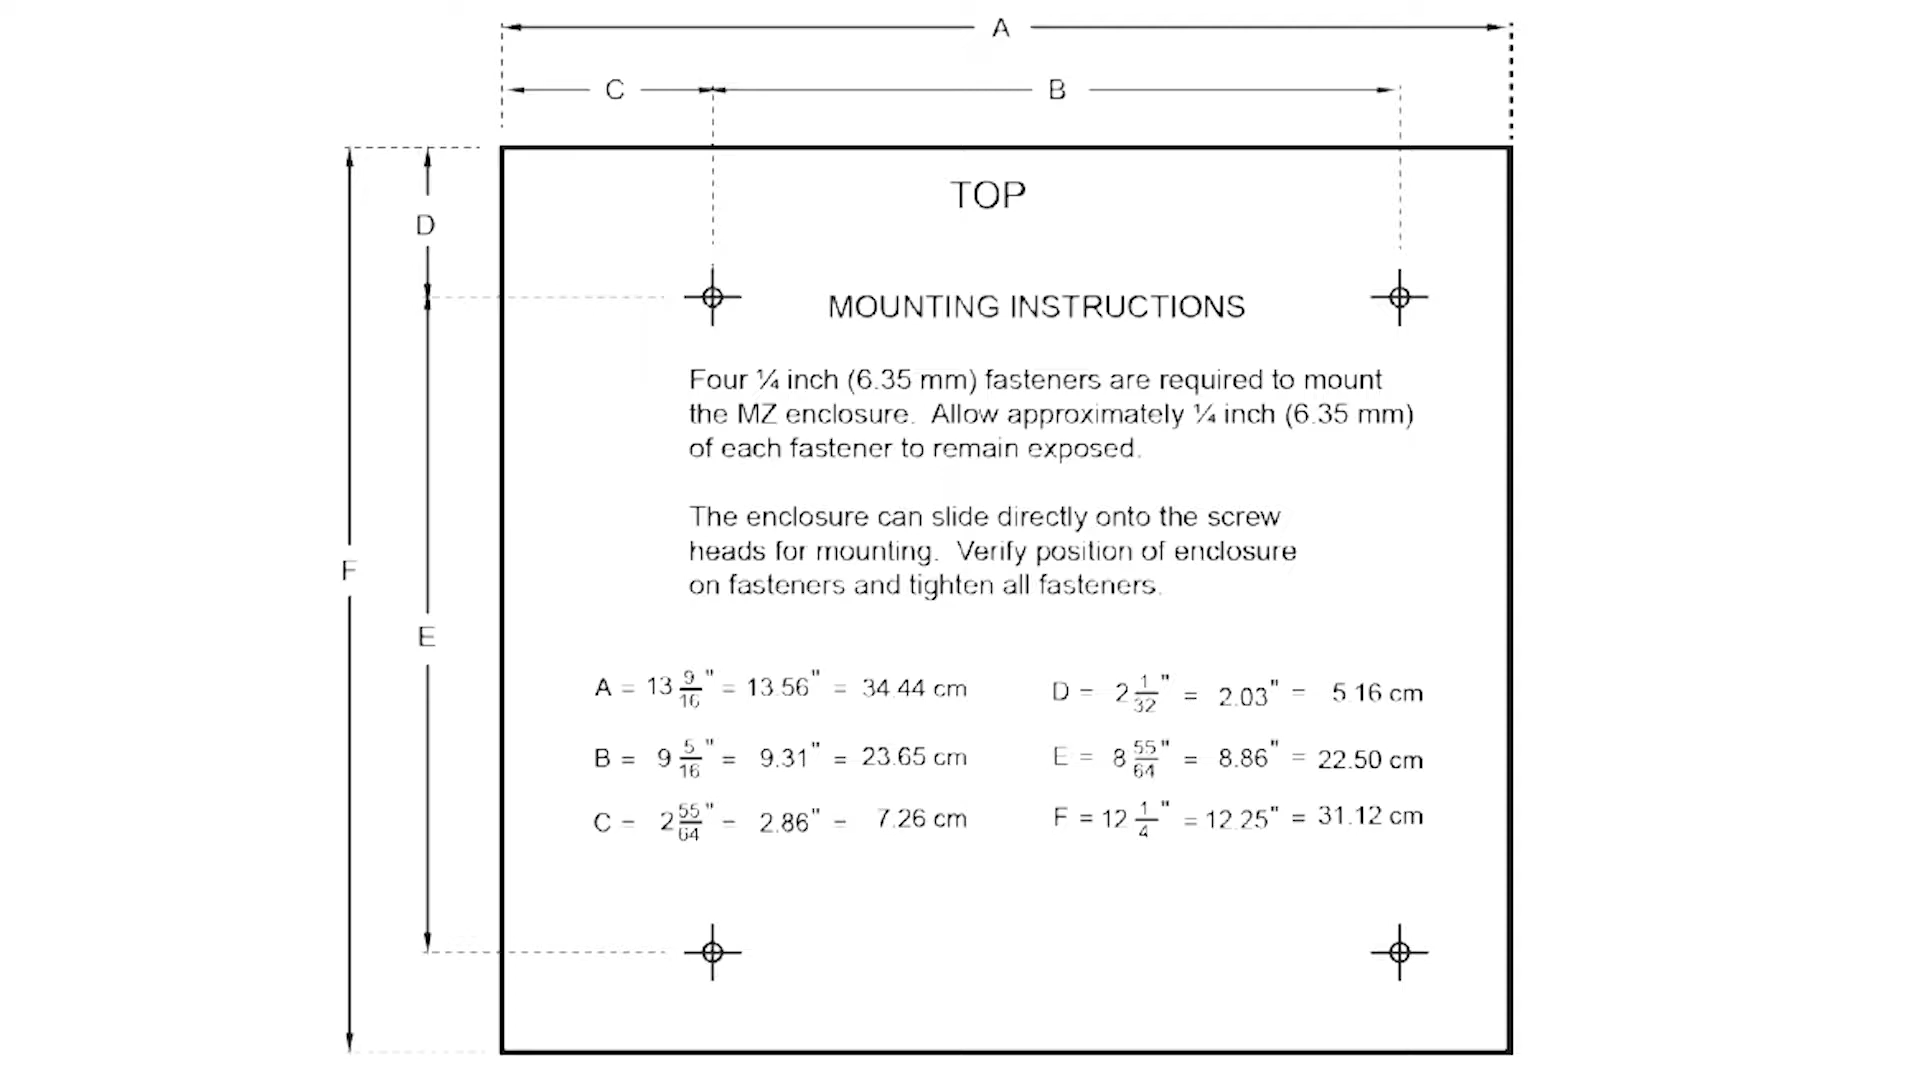 A
C B
TOP
D
MOUNTING INSTRUCTIONS
Four ¼ inch (6.35 mm) fasteners are required to mount
the MZ enclosure. Allow approximately ¼ inch (6.35 mm)
of each fastener to remain exposed.
The enclosure can slide directly onto the screw
heads for mounting. Verify position of enclosure
on fasteners and tighten all fasteners.
F
E
A = 13 9/16" = 13.56" = 34.44 cm
D = 2 1/32" = 2.03" = 5.16 cm
B = 9 5/16" = 9.31" = 23.65 cm
E = 8 55/64" = 8.86" = 22.50 cm
C = 2 55/64" = 2.86" = 7.26 cm
F = 12 1/4" = 12.25" = 31.12 cm